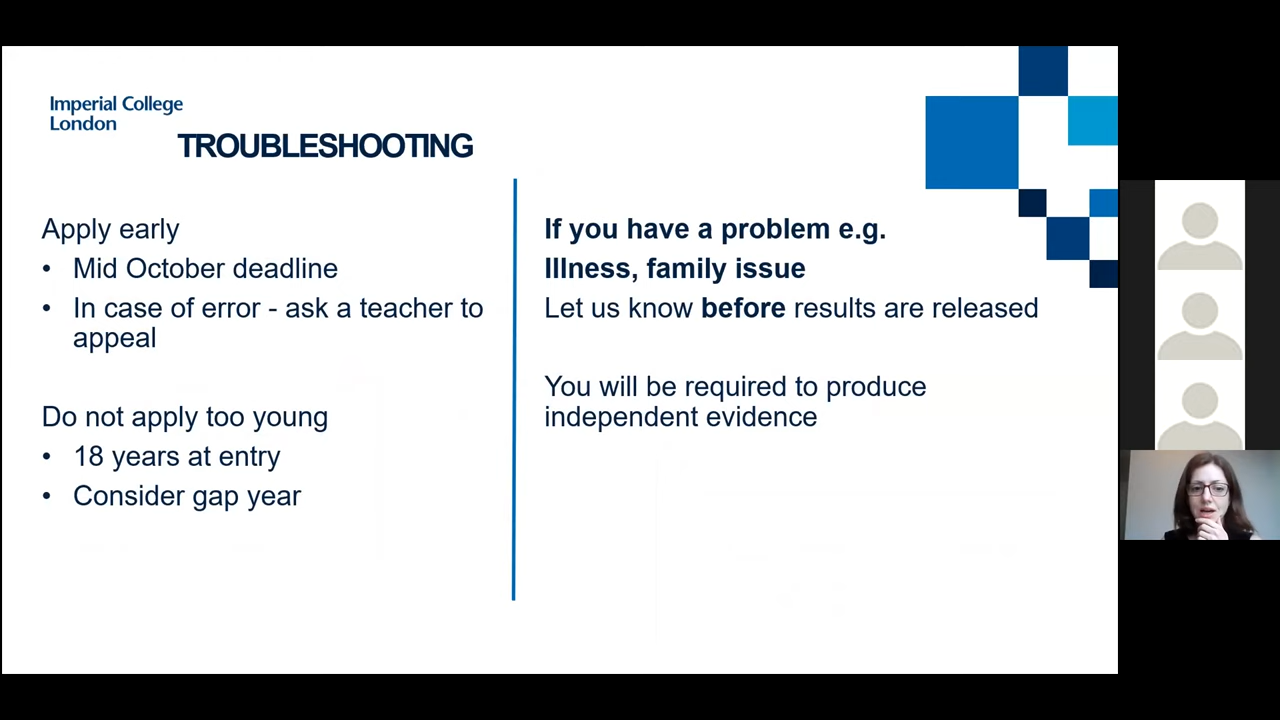 Imperial College
London
TROUBLESHOOTING
Apply early
• Mid October deadline
• In case of error - ask a teacher to
appeal
Do not apply too young
• 18 years at entry
• Consider gap year
If you have a problem e.g.
Illness, family issue
Let us know before results are released
You will be required to produce
independent evidence